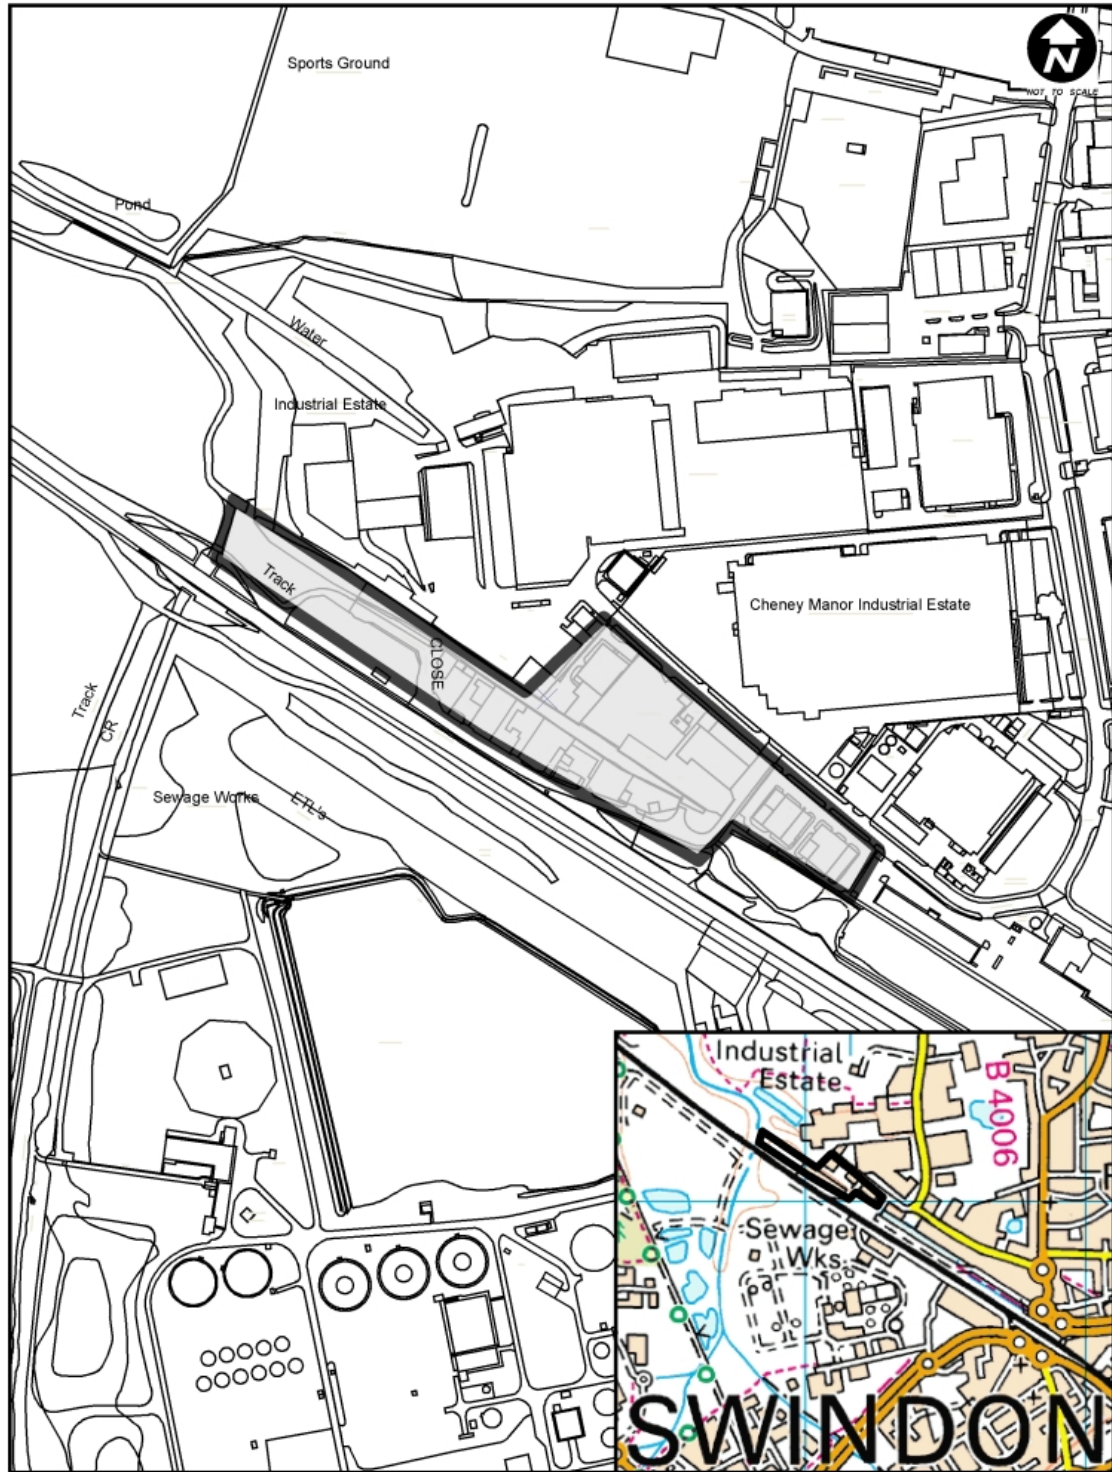 Sports Ground
N
NOT TO SCALE
Pond
Water
Industrial Estate
Track
Cheney Manor Industrial Estate
CLOSE
Track
CR
Sewage Works
ETL's
Industrial
Estate
B 4006
Sewage
Wks
SWINDON